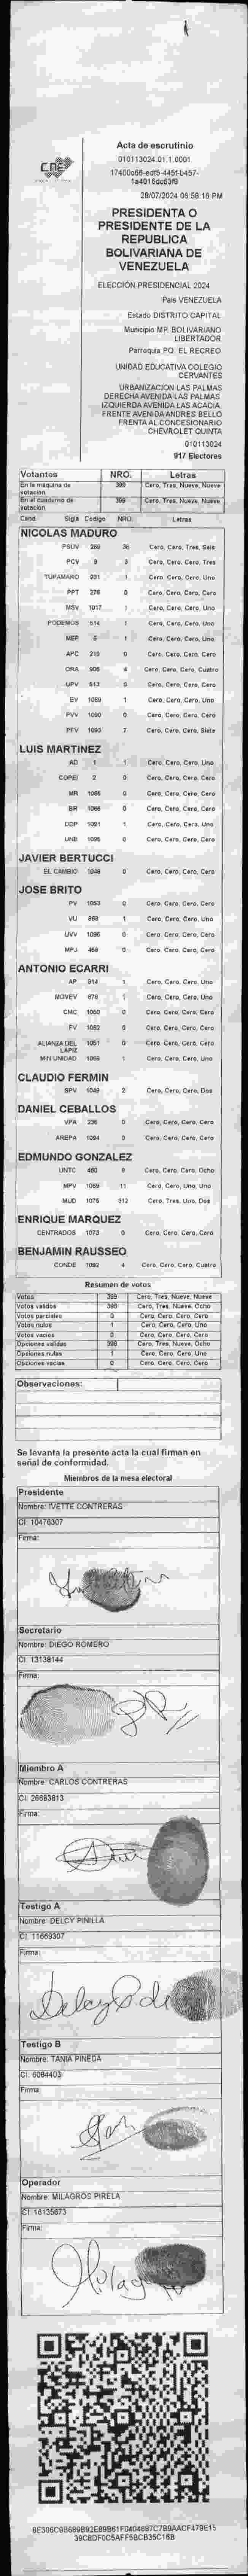 CNE
Acta de escrutinio
010113024.01.1.0001
28/07/2024 06:58:16 PM
PRESIDENTA O
PRESIDENTE DE LA
REPUBLICA
BOLIVARIANA DE
VENEZUELA
ELECCIÓN PRESIDENCIAL 2024
Pais VENEZUELA
Estado DISTRITO CAPITAL
Municipio MP. BOLIVARIANO
LIBERTADOR
Parroquia PQ. EL RECREO
UNIDAD EDUCATIVA COLEGIO
CERVANTES
URBANIZACION LAS PALMAS
DERECHA AVENIDA LAS PALMAS
IZQUIERDA AVENIDA LAS ACACIA.
FRENTE AVENIDA ANDRES BELLO
FRENTA AL CONCESIONARIO
CHEVROLET QUINTA
010113024
917 Electores
Votantes NRO. Letras
En la maquina de votación 399 Cero, Tres, Nueve, Nueve
En el cuaderno de votación 399 Cero, Tres, Nueve, Nueve
Cand. Sigla Codigo NRO. Letras
NICOLAS MADURO
PSUV 269 36 Cero, Cero, Tres, Seis
PCV 9 3 Cero, Cero, Cero, Tres
TUPAMARO 931 1 Cero, Cero, Cero, Uno
PPT 276 0 Cero, Cero, Cero, Cero
MSV 1017 1 Cero, Cero, Cero, Uno
PODEMOS 514 1 Cero, Cero, Cero, Uno
MEP 6 1 Cero, Cero, Cero, Uno
APC 219 0 Cero, Cero, Cero, Cero
ORA 906 4 Cero, Cero, Cero, Cuatro
UPV 613 0 Cero, Cero, Cero, Cero
EV 1089 1 Cero, Cero, Cero, Uno
PVV 1090 0 Cero, Cero, Cero, Cero
PFV 1093 7 Cero, Cero, Cero, Siete
LUIS MARTINEZ
AD 1 1 Cero, Cero, Cero, Uno
COPEI 2 0 Cero, Cero, Cero, Cero
MR 1065 0 Cero, Cero, Cero, Cero
BR 1066 0 Cero, Cero, Cero, Cero
DDP 1091 1 Cero, Cero, Cero, Uno
UNE 1095 0 Cero, Cero, Cero, Cero
JAVIER BERTUCCI
EL CAMBIO 1048 0 Cero, Cero, Cero, Cero
JOSE BRITO
PV 1053 0 Cero, Cero, Cero, Cero
VU 868 1 Cero, Cero, Cero, Uno
UVV 1096 0 Cero, Cero, Cero, Cero
MPJ 458 0 Cero, Cero, Cero, Cero
ANTONIO ECARRI
AP 914 1 Cero, Cero, Cero, Uno
MOVEV 678 1 Cero, Cero, Cero, Uno
CMC 1060 0 Cero, Cero, Cero, Cero
FV 1062 0 Cero, Cero, Cero, Cero
ALIANZA DEL LAPIZ 1051 0 Cero, Cero, Cero, Cero
MIN UNIDAD 1069 1 Cero, Cero, Cero, Uno
CLAUDIO FERMIN
SPV 1049 2 Cero, Cero, Cero, Dos
DANIEL CEBALLOS
VPA 236 0 Cero, Cero, Cero, Cero
AREPA 1094 0 Cero, Cero, Cero, Cero
EDMUNDO GONZALEZ
UNTC 460 8 Cero, Cero, Cero, Ocho
MPV 1069 11 Cero, Cero, Uno, Uno
MUD 1075 312 Cero, Tres, Uno, Dos
ENRIQUE MARQUEZ
CENTRADOS 1073 0 Cero, Cero, Cero, Cero
BENJAMIN RAUSSEO
CONDE 1092 4 Cero, Cero, Cero, Cuatro
Resumen de votos
Votos 399 Cero, Tres, Nueve, Nueve
Votos validos 398 Cero, Tres, Nueve, Ocho
Votos parciales 0 Cero, Cero, Cero, Cero
Votos nulos 1 Cero, Cero, Cero, Uno
Votos vacios 0 Cero, Cero, Cero, Cero
Opciones validas 398 Cero, Tres, Nueve, Ocho
Opciones nulas 1 Cero, Cero, Cero, Uno
Opciones vacias 0 Cero, Cero, Cero, Cero
Observaciones:
Se levanta la presente acta la cual firman en
señal de conformidad.
Miembros de la mesa electoral
Presidente
Nombre: IVETTE CONTRERAS
CI: 10476307
Firma:
Secretario
Nombre: DIEGO ROMERO
CI: 13138144
Firma:
Miembro A
Nombre: CARLOS CONTRERAS
CI: 26683813
Firma:
Testigo A
Nombre: DELCY PINILLA
CI: 11669307
Firma:
Testigo B
Nombre: TANIA PINEDA
CI: 6084403
Firma:
Operador
Nombre: MILAGROS PIRELA
CI: 16135673
Firma: